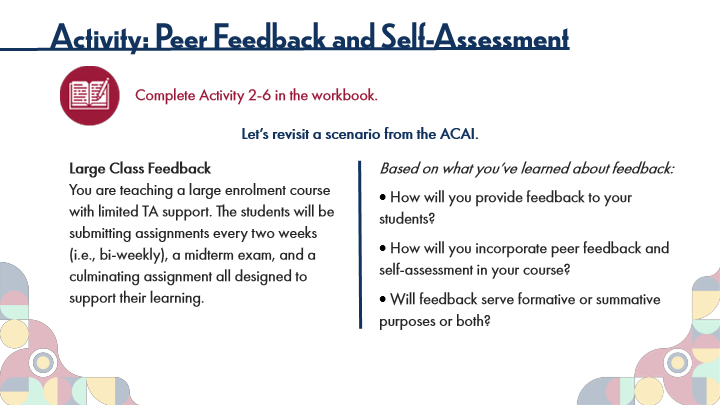 Activity: Peer Feedback and Self-Assessment
Complete Activity 2-6 in the workbook.
Let's revisit a scenario from the ACAI.
Large Class Feedback
You are teaching a large enrolment course
with limited TA support. The students will be
submitting assignments every two weeks
(i.e., bi-weekly), a midterm exam, and a
culminating assignment all designed to
support their learning.
Based on what you've learned about feedback:
• How will you provide feedback to your
students?
• How will you incorporate peer feedback and
self-assessment in your course?
• Will feedback serve formative or summative
purposes or both?